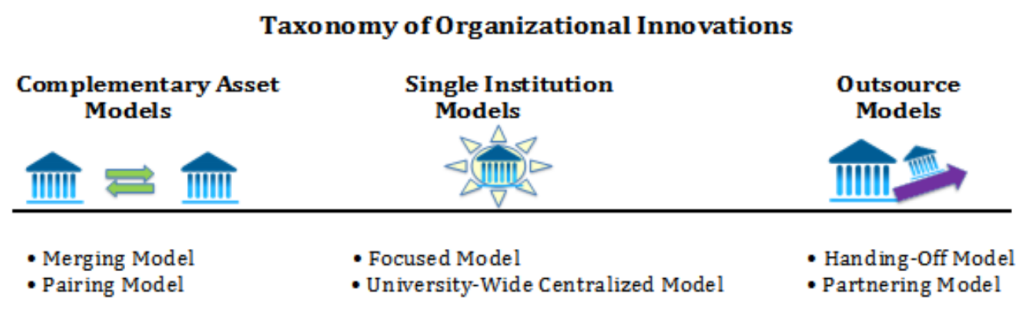 Taxonomy of Organizational Innovations
Complementary Asset
Models
Single Institution
Models
Outsource
Models
• Merging Model
• Pairing Model
• Focused Model
• University-Wide Centralized Model
• Handing-Off Model
• Partnering Model